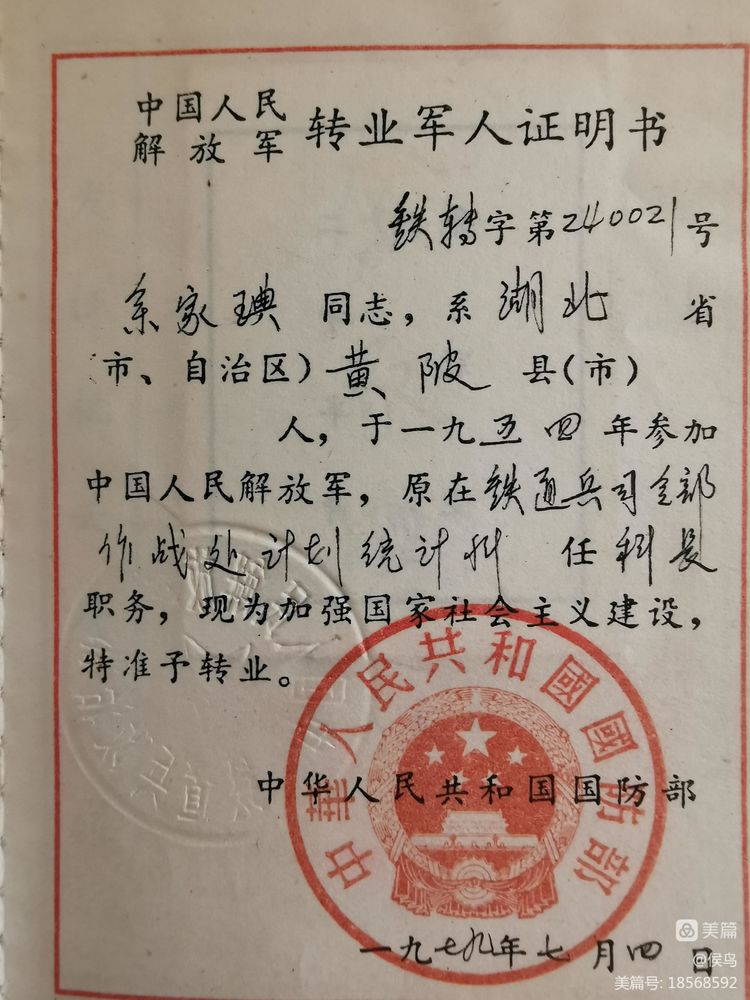 中国人民
解放军
转业军人证明书
铁转字第240021号
余家琠 同志，系湖北 省
（市、自治区）黄陂 县（市）
人，于一九五四年参加
中国人民解放军，原在铁道兵司令部
作战处计划统计科 任科长
职务，现为加强国家社会主义建设，
特准予转业。
中华人民共和国国防部
中華人民共和國國防部
一九七九年七月四日
美篇
@侯鸟
美篇号: 18568592